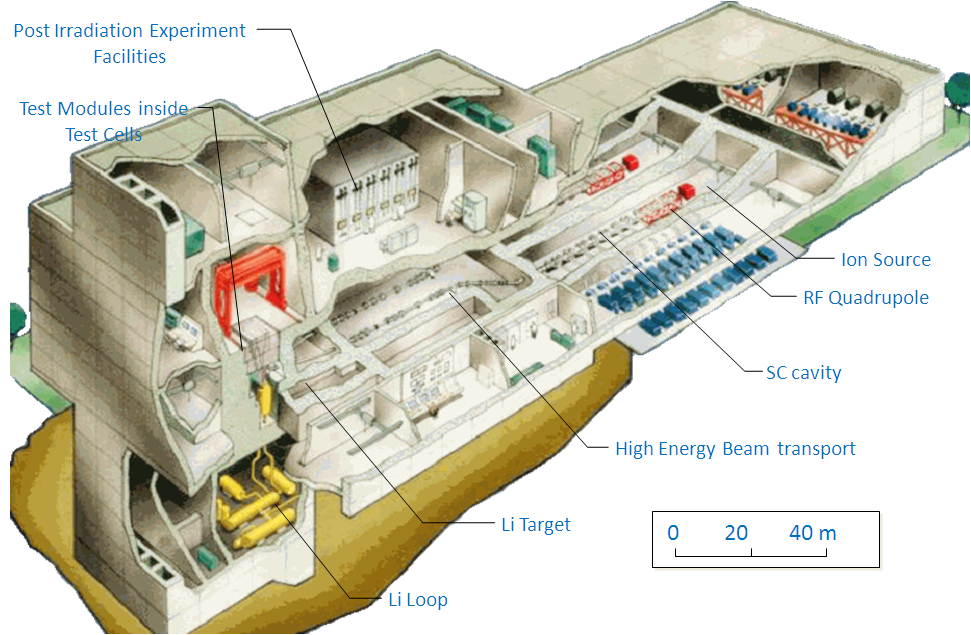 Post Irradiation Experiment
Facilities
Test Modules inside
Test Cells
Ion Source
RF Quadrupole
SC cavity
High Energy Beam transport
Li Target
0 20 40 m
Li Loop